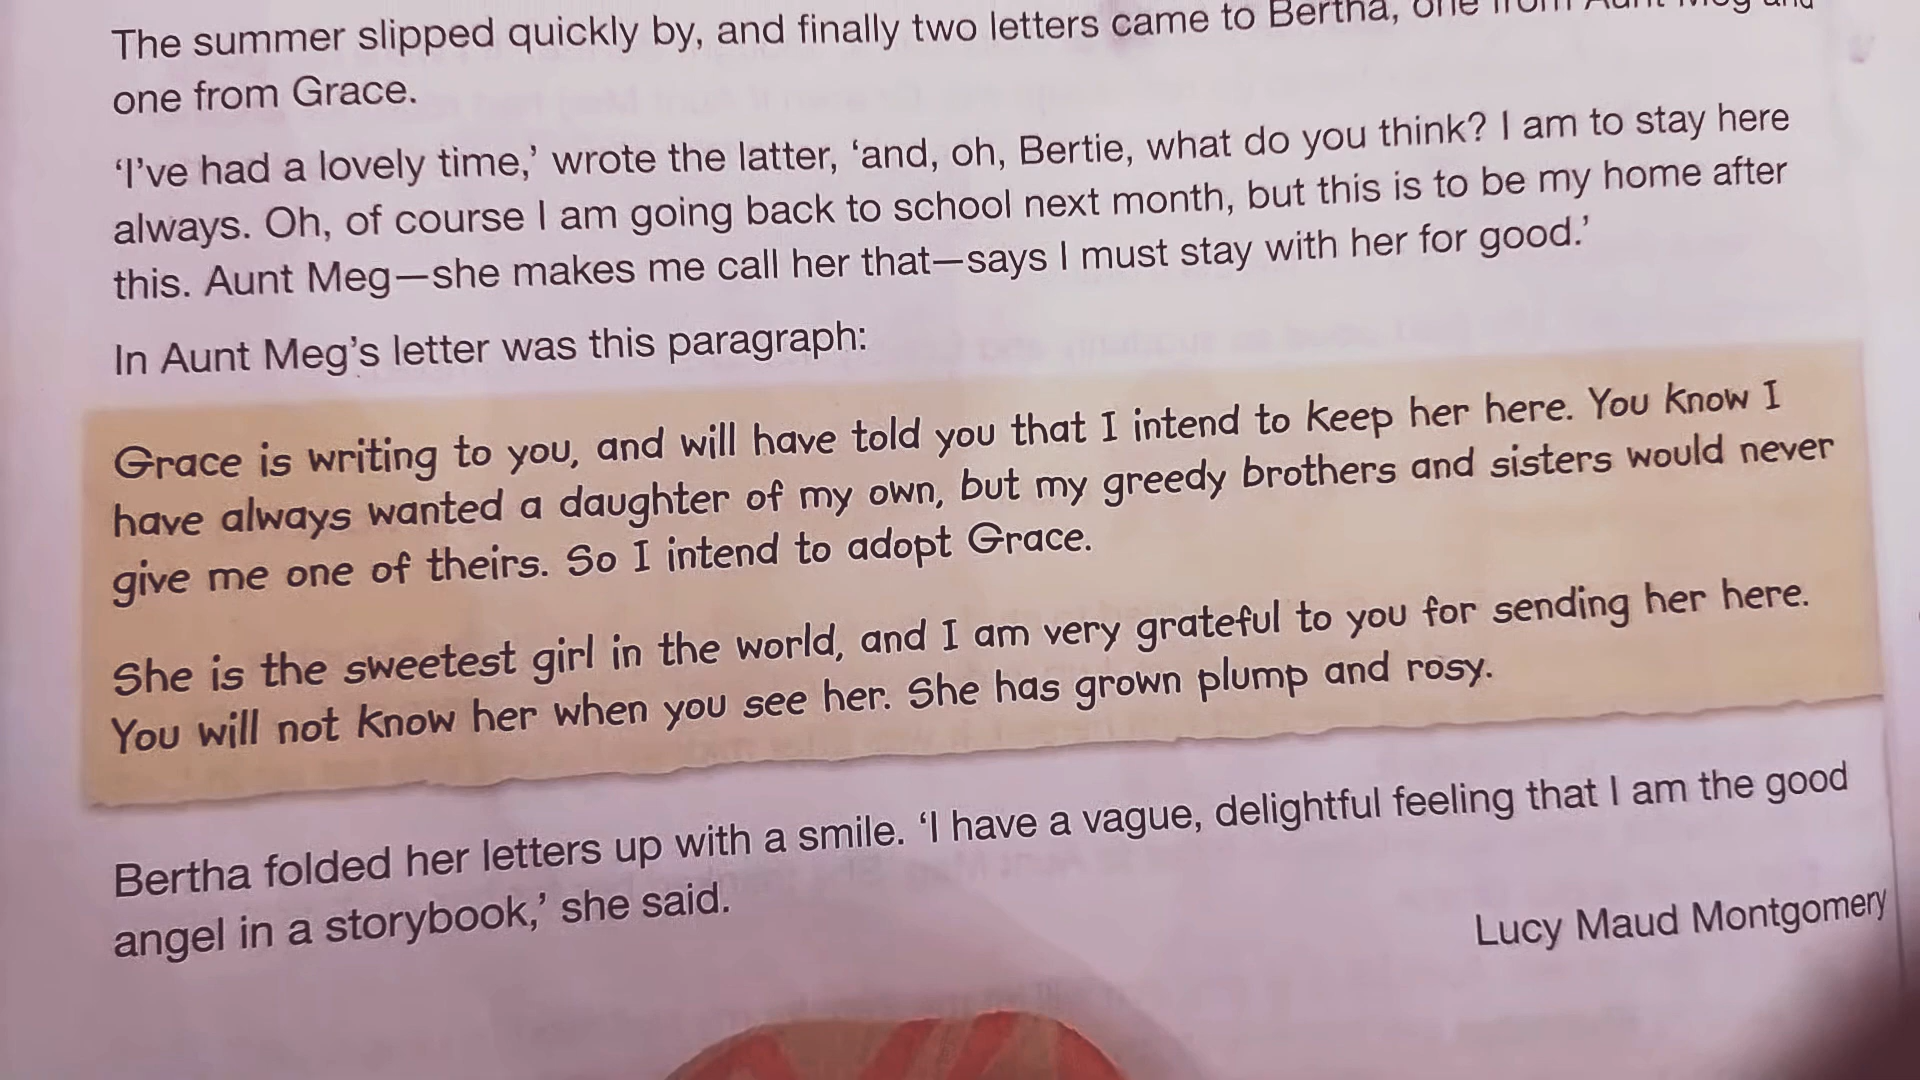 The summer slipped quickly by, and finally two letters came to Bertha, one from Aunt Meg and
one from Grace.
‘I’ve had a lovely time,’ wrote the latter, ‘and, oh, Bertie, what do you think? I am to stay here
always. Oh, of course I am going back to school next month, but this is to be my home after
this. Aunt Meg—she makes me call her that—says I must stay with her for good.’
In Aunt Meg’s letter was this paragraph:
Grace is writing to you, and will have told you that I intend to keep her here. You know I
have always wanted a daughter of my own, but my greedy brothers and sisters would never
give me one of theirs. So I intend to adopt Grace.
She is the sweetest girl in the world, and I am very grateful to you for sending her here.
You will not know her when you see her. She has grown plump and rosy.
Bertha folded her letters up with a smile. ‘I have a vague, delightful feeling that I am the good
angel in a storybook,’ she said.
Lucy Maud Montgomery